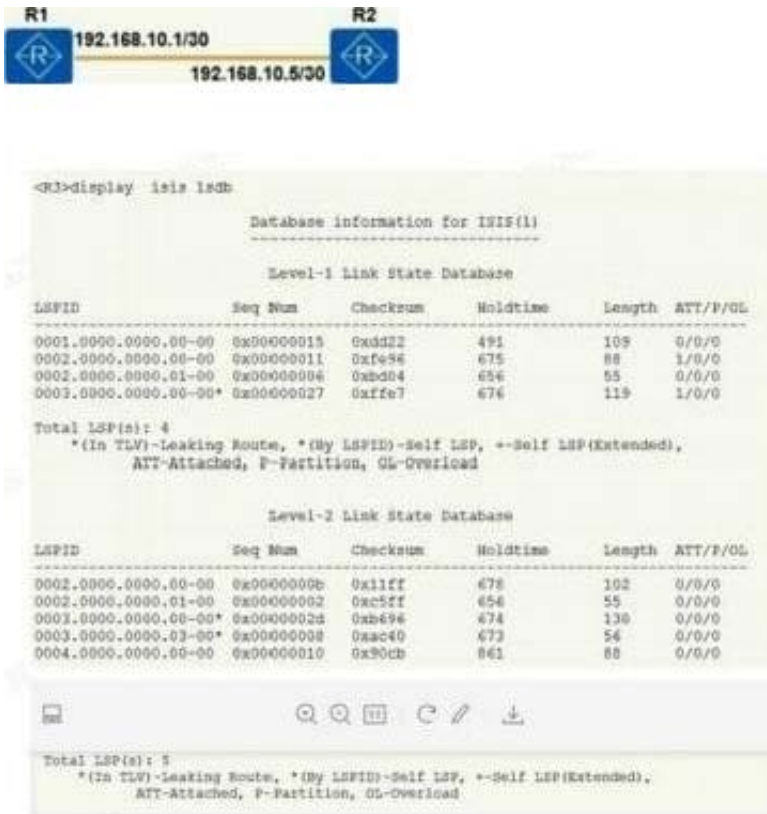 R1 R2
192.168.10.1/30
192.168.10.5/30
<R3>display isis lsdb
Database information for ISIS(1)
--------------------------------
Level-1 Link State Database
LSPID Seq Num Checksum Holdtime Length ATT/P/OL
0001.0000.0000.00-00 0x00000015 0xdd22 491 109 0/0/0
0002.0000.0000.00-00 0x00000011 0xfe96 675 88 1/0/0
0002.0000.0000.01-00 0x00000006 0xbd04 656 55 0/0/0
0003.0000.0000.00-00* 0x00000027 0xffe7 676 119 1/0/0
Total LSP(s): 4
*(In TLV)-Leaking Route, *(By LSPID)-Self LSP, +-Self LSP(Extended),
ATT-Attached, P-Partition, OL-Overload
Level-2 Link State Database
LSPID Seq Num Checksum Holdtime Length ATT/P/OL
0002.0000.0000.00-00 0x0000000b 0x11ff 678 102 0/0/0
0002.0000.0000.01-00 0x00000002 0xc5ff 656 55 0/0/0
0003.0000.0000.00-00* 0x0000002d 0xb696 674 130 0/0/0
0003.0000.0000.03-00* 0x00000008 0xac40 673 56 0/0/0
0004.0000.0000.00-00 0x00000010 0x90cb 861 88 0/0/0
Total LSP(s): 5
*(In TLV)-Leaking Route, *(By LSPID)-Self LSP, +-Self LSP(Extended),
ATT-Attached, P-Partition, OL-Overload